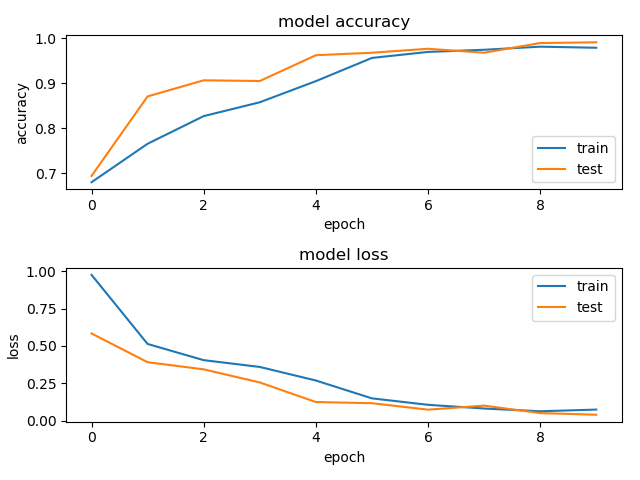 model accuracy
1.0
0.9
0.8
0.7
accuracy
train
test
0 2 4 6 8
epoch
model loss
1.00
0.75
0.50
0.25
0.00
loss
train
test
0 2 4 6 8
epoch